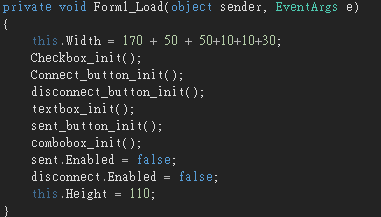 private void Form1_Load(object sender, EventArgs e)
{
this.Width = 170 + 50 + 50+10+10+30;
Checkbox_init();
Connect_button_init();
disconnect_button_init();
textbox_init();
sent_button_init();
combobox_init();
sent.Enabled = false;
disconnect.Enabled = false;
this.Height = 110;
}